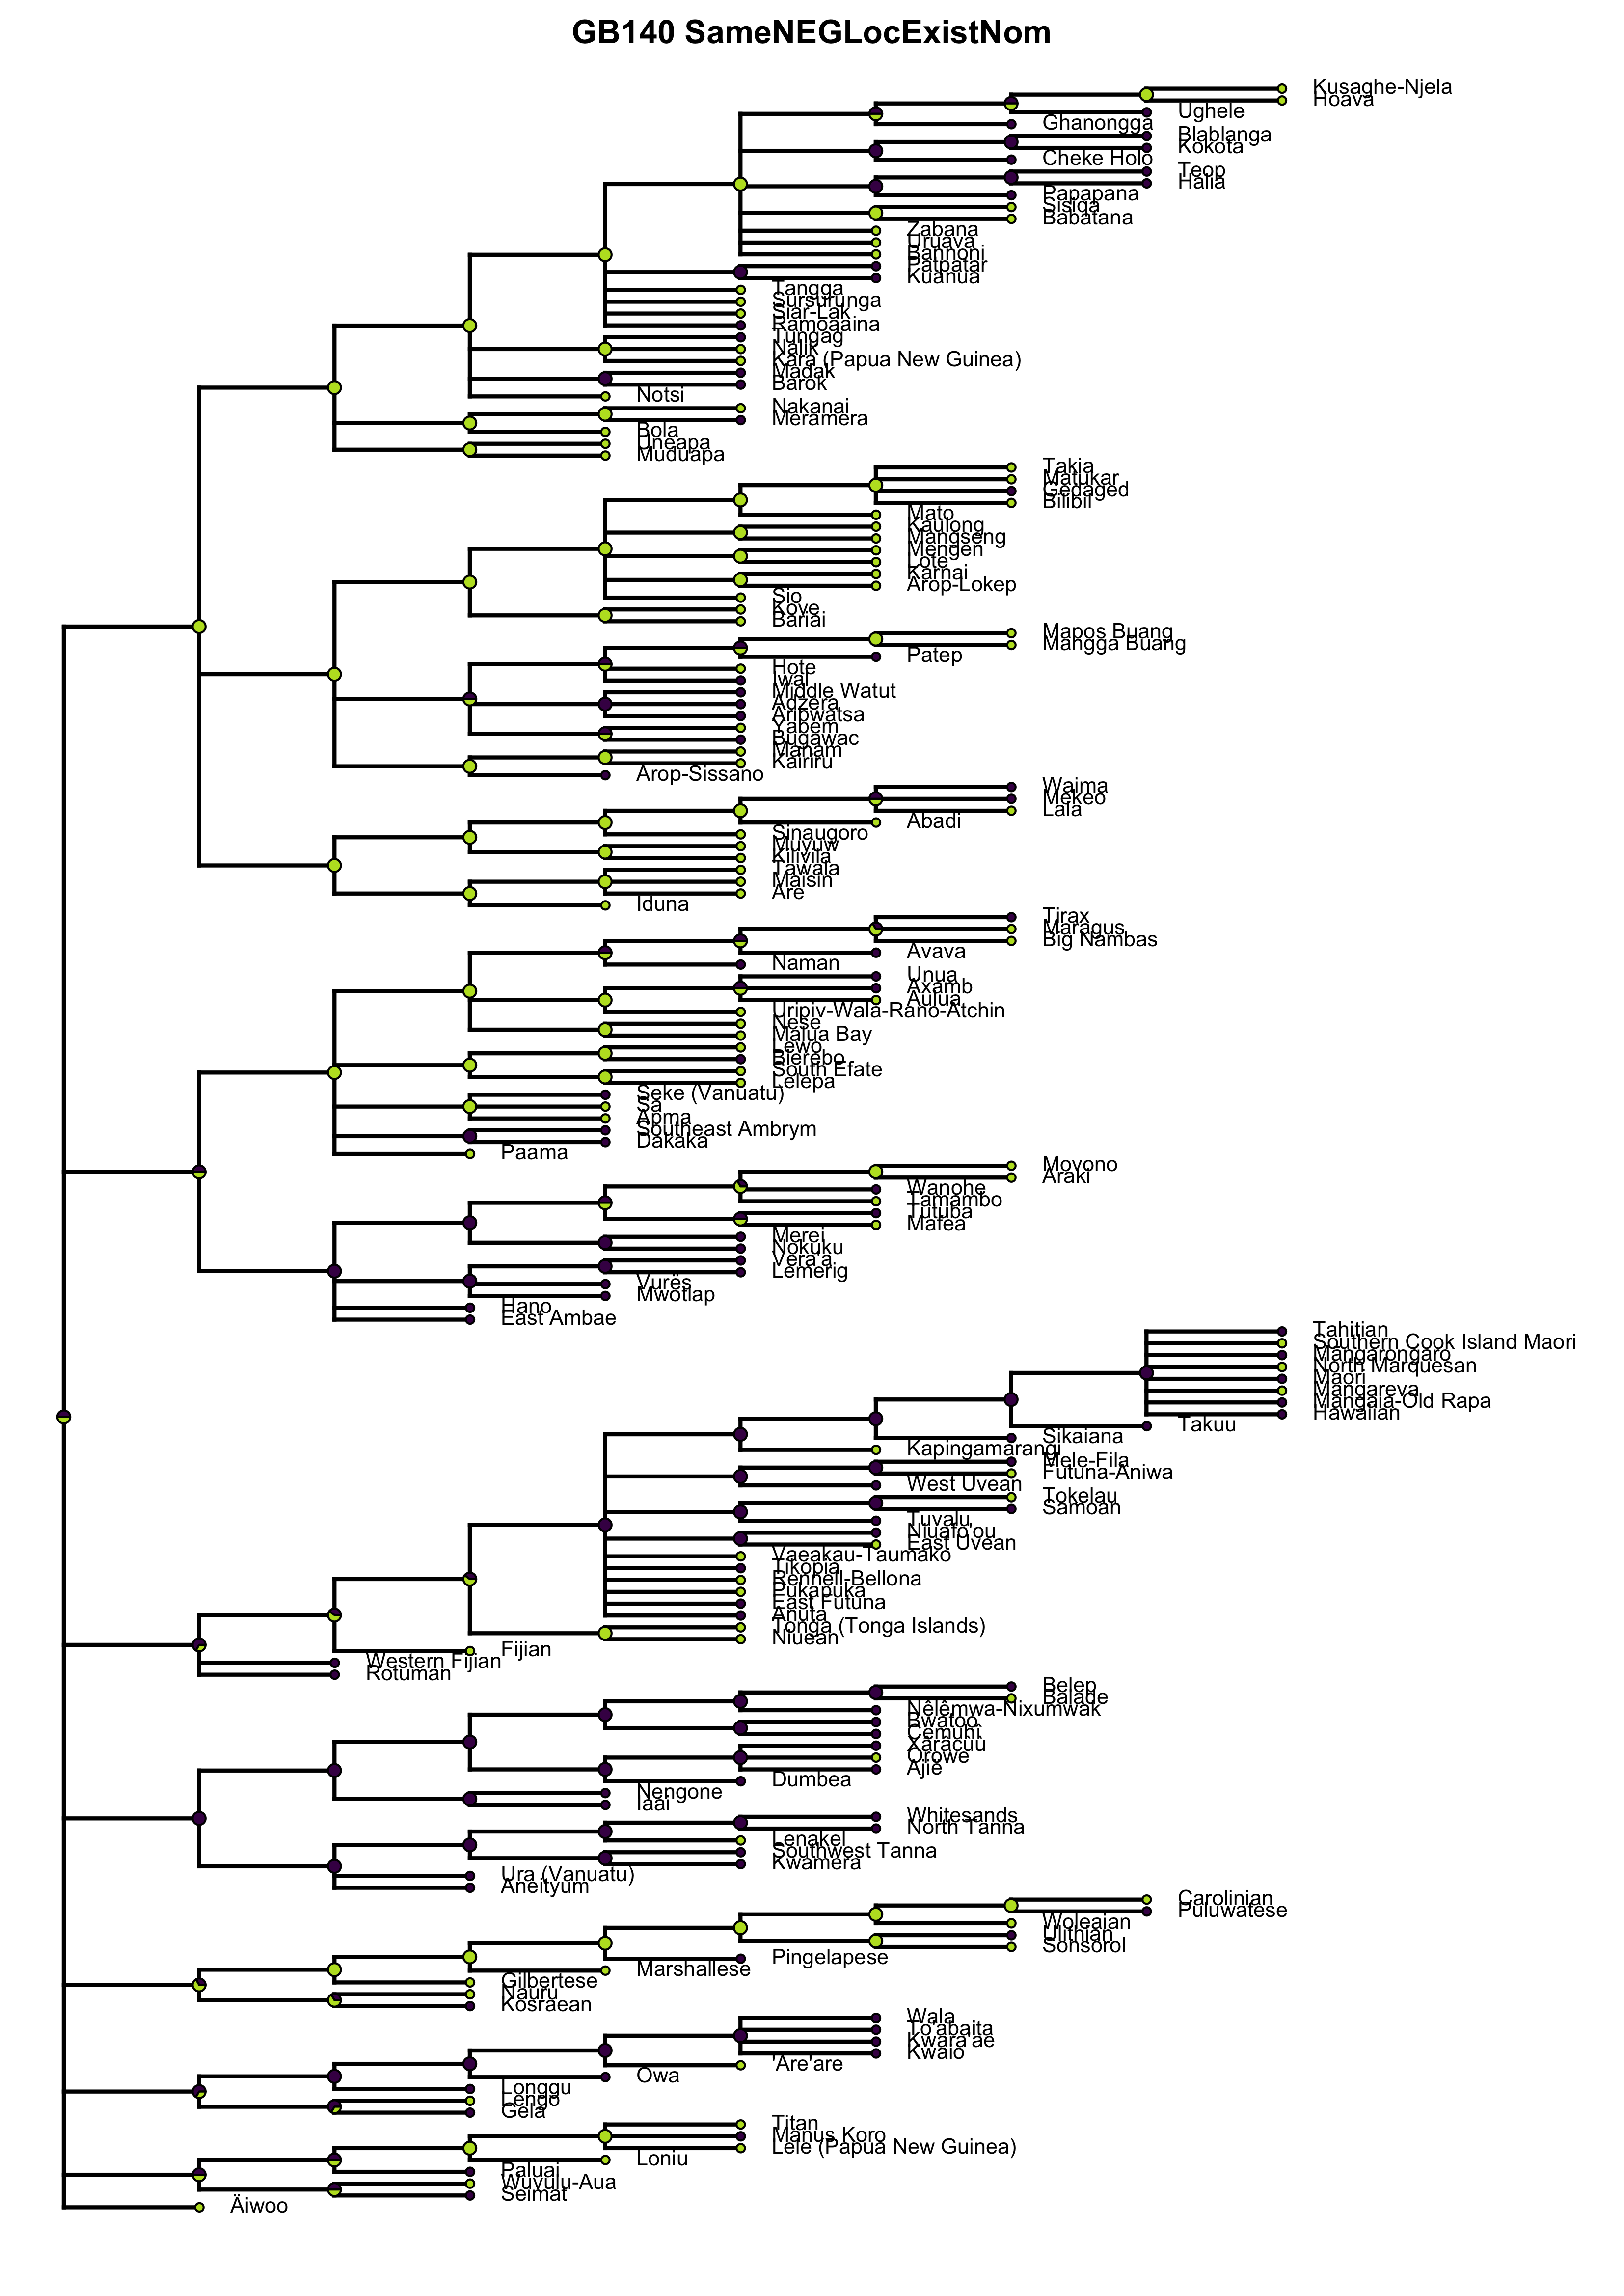 GB140 SameNEGLocExistNom
Kusaghe-Njela
Hoava
Ughele
Ghanongga
Blablanga
Kokota
Cheke Holo
Teop
Halia
Papapana
Sisiqa
Babatana
Zabana
Uruava
Bannoni
Patpatar
Kuanua
Tangga
Sursurunga
Siar-Lak
Ramoaaina
Tungag
Nalik
Kara (Papua New Guinea)
Madak
Barok
Notsi
Nakanai
Meramera
Bola
Uneapa
Muduapa
Takia
Matukar
Gedaged
Bilibil
Mato
Kaulong
Mangseng
Mengen
Lote
Karnai
Arop-Lokep
Sio
Kove
Bariai
Mapos Buang
Mangga Buang
Patep
Hote
Iwal
Middle Watut
Adzera
Aribwatsa
Yabem
Bugawac
Manam
Kairiru
Arop-Sissano
Waima
Mekeo
Lala
Abadi
Sinaugoro
Muyuw
Kilivila
Tawala
Maisin
Are
Iduna
Tirax
Maragus
Big Nambas
Avava
Naman
Unua
Axamb
Aulua
Uripiv-Wala-Rano-Atchin
Nese
Malua Bay
Lewo
Bierebo
South Efate
Lelepa
Seke (Vanuatu)
Sa
Apma
Southeast Ambrym
Dakaka
Paama
Movono
Araki
Wanohe
Tamambo
Tutuba
Mafea
Merei
Nokuku
Vera'a
Lemerig
Vurës
Mwotlap
Hano
East Ambae
Tahitian
Southern Cook Island Maori
Mangarongaro
North Marquesan
Maori
Mangareva
Mangaia-Old Rapa
Hawaiian
Takuu
Sikaiana
Kapingamarangi
Mele-Fila
Futuna-Aniwa
West Uvean
Tokelau
Samoan
Tuvalu
Niuafo'ou
East Uvean
Vaeakau-Taumako
Tikopia
Rennell-Bellona
Pukapuka
East Futuna
Anuta
Tonga (Tonga Islands)
Niuean
Fijian
Western Fijian
Rotuman
Belep
Balade
Nêlêmwa-Nixumwak
Bwatoo
Cemuhî
Xârâcùù
Orowe
Ajië
Dumbea
Nengone
Iaai
Whitesands
North Tanna
Lenakel
Southwest Tanna
Kwamera
Ura (Vanuatu)
Aneityum
Carolinian
Puluwatese
Woleaian
Ulithian
Sonsorol
Pingelapese
Marshallese
Gilbertese
Nauru
Kosraean
Wala
To'abaita
Kwara'ae
Kwaio
'Are'are
Owa
Longgu
Lengo
Gela
Titan
Manus Koro
Lele (Papua New Guinea)
Loniu
Paluai
Wuvulu-Aua
Seimat
Äiwoo